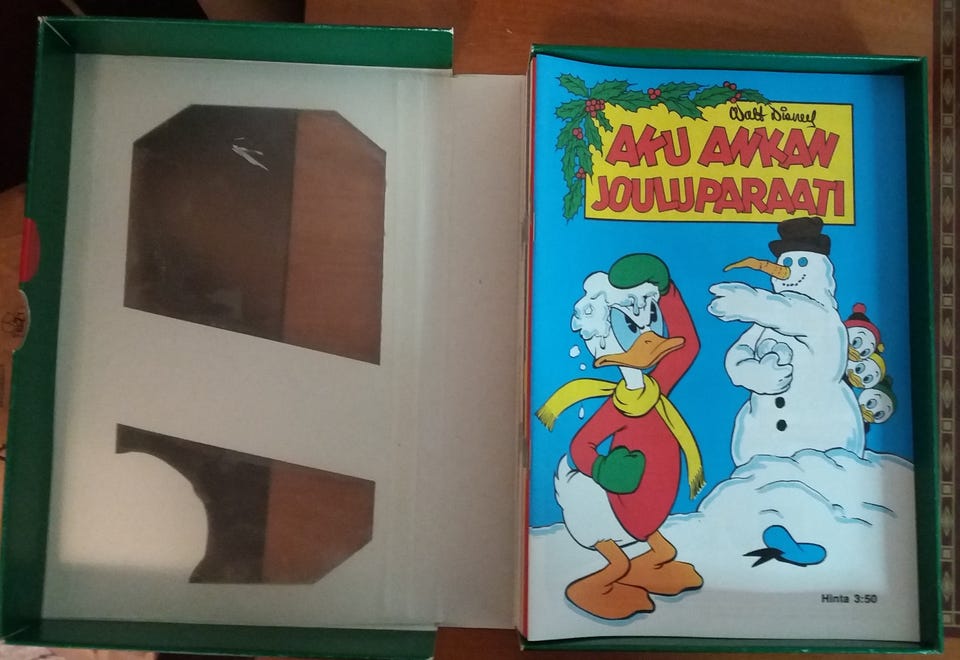 Walt Disney
AKU ANKAN
JOULUPARAATI
Hinta 3:50